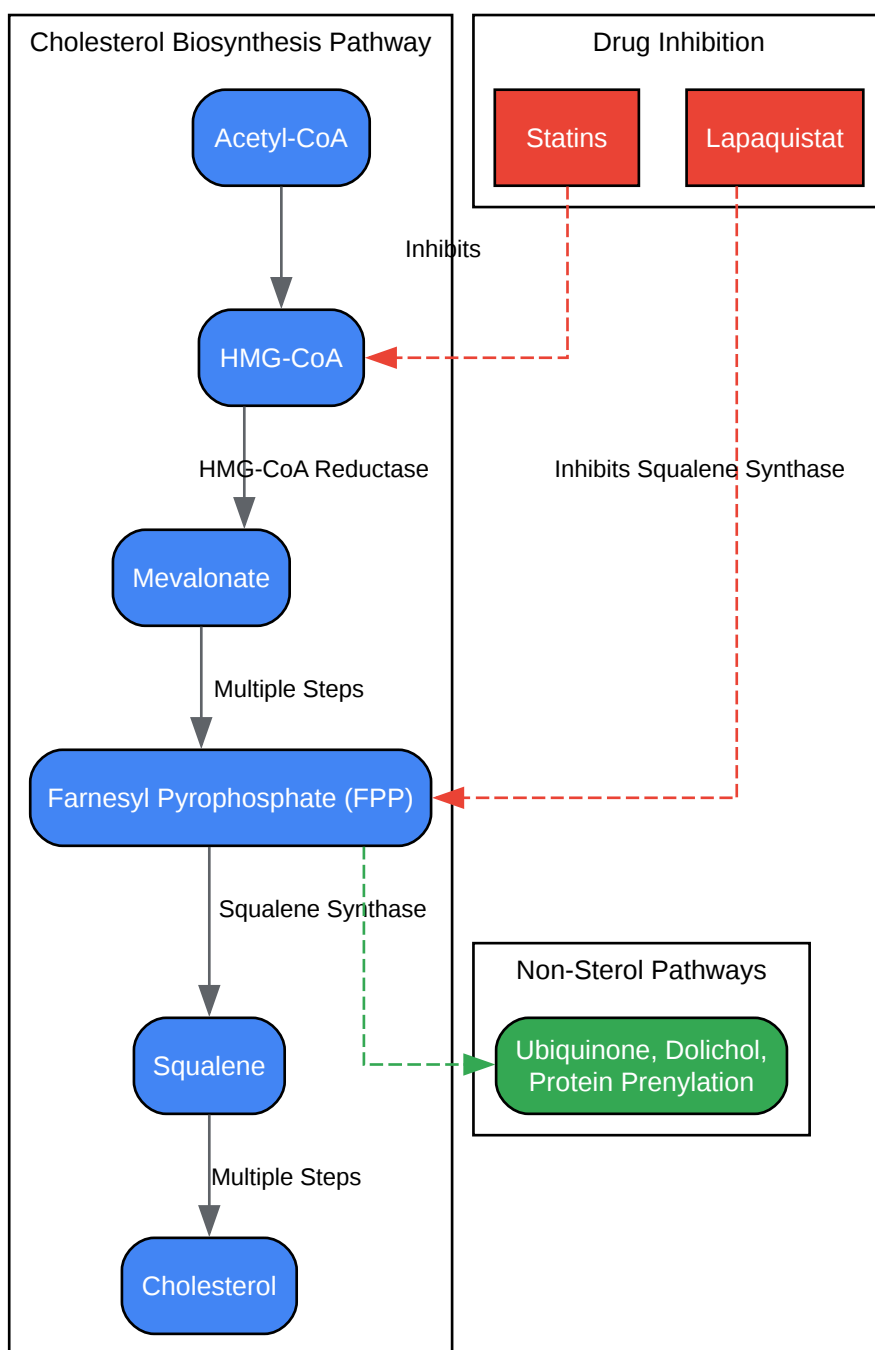 Cholesterol Biosynthesis Pathway
Drug Inhibition
Acetyl-CoA
Statins
Lapaquistat
Inhibits
HMG-CoA
HMG-CoA Reductase
Inhibits Squalene Synthase
Mevalonate
Multiple Steps
Farnesyl Pyrophosphate (FPP)
Squalene Synthase
Non-Sterol Pathways
Squalene
Ubiquinone, Dolichol,
Protein Prenylation
Multiple Steps
Cholesterol